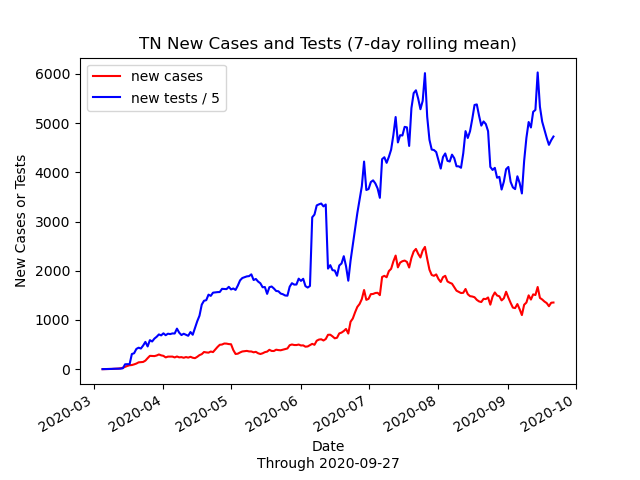 TN New Cases and Tests (7-day rolling mean)
new cases
new tests / 5
New Cases or Tests
6000
5000
4000
3000
2000
1000
0
2020-03
2020-04
2020-05
2020-06
2020-07
2020-08
2020-09
2020-10
Date
Through 2020-09-27